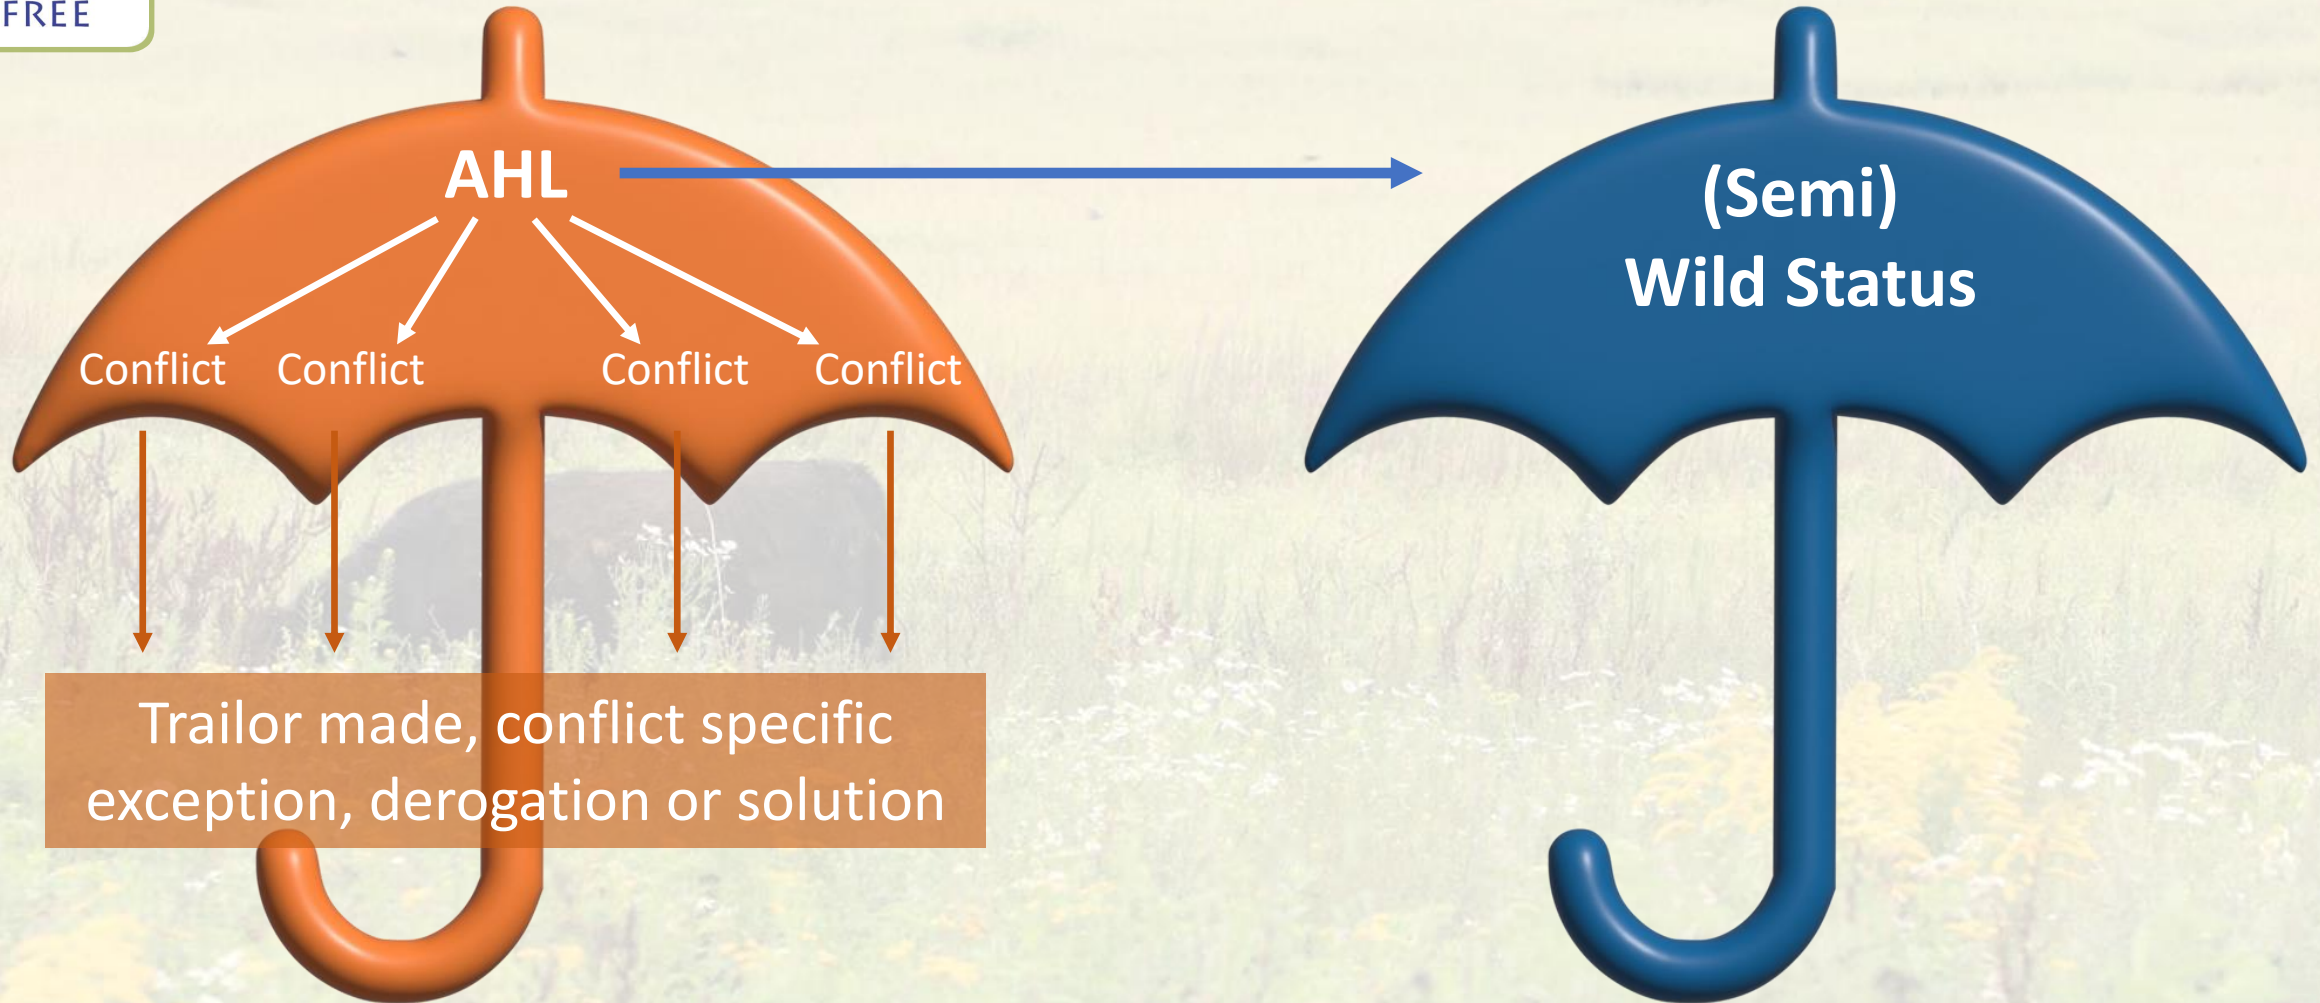 FREE
AHL
(Semi)
Wild Status
Conflict Conflict Conflict Conflict
Trailor made, conflict specific
exception, derogation or solution